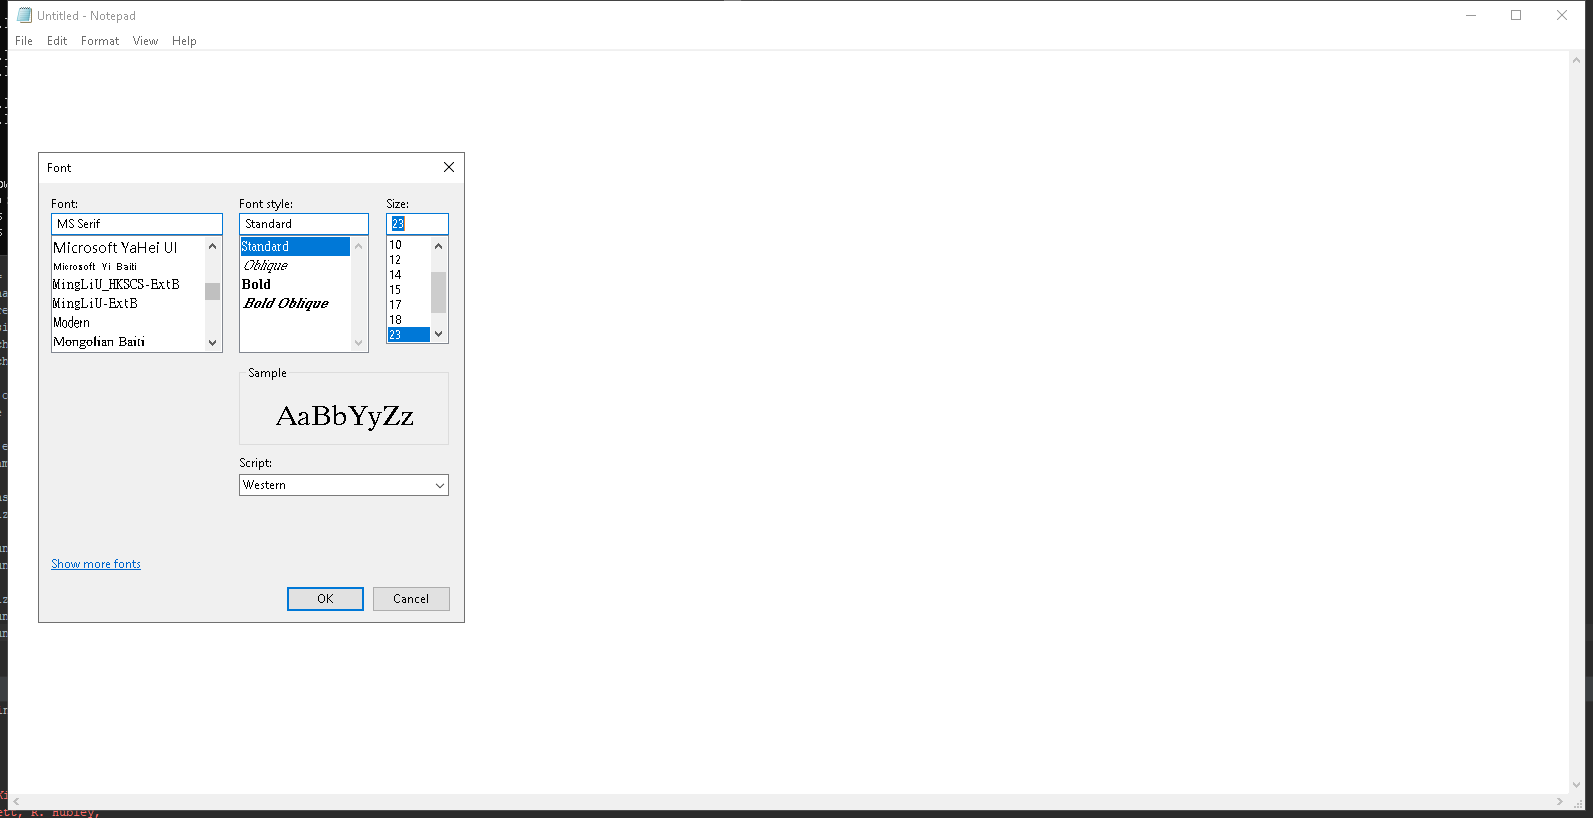 Untitled - Notepad
File Edit Format View Help
Font
Font:
MS Serif
Microsoft YaHei UI
Microsoft Yi Baiti
MingLiU_HKSCS-ExtB
MingLiU-ExtB
Modern
Mongolian Baiti
Font style:
Standard
Standard
Oblique
Bold
Bold Oblique
Size:
23
10
12
14
15
17
18
23
Sample
AaBbYyZz
Script:
Western
Show more fonts
OK Cancel
R. Hubley,